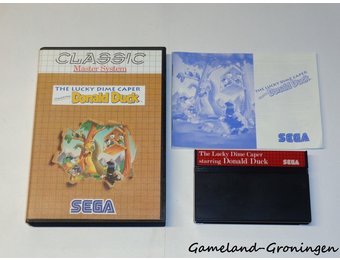 CLASSIC
Master System
THE LUCKY DIME CAPER
Donald Duck
SEGA
THE LUCKY DIME CAPER
Donald Duck
SEGA
The Lucky Dime Caper
starring Donald Duck
SEGA
Gameland-Groningen